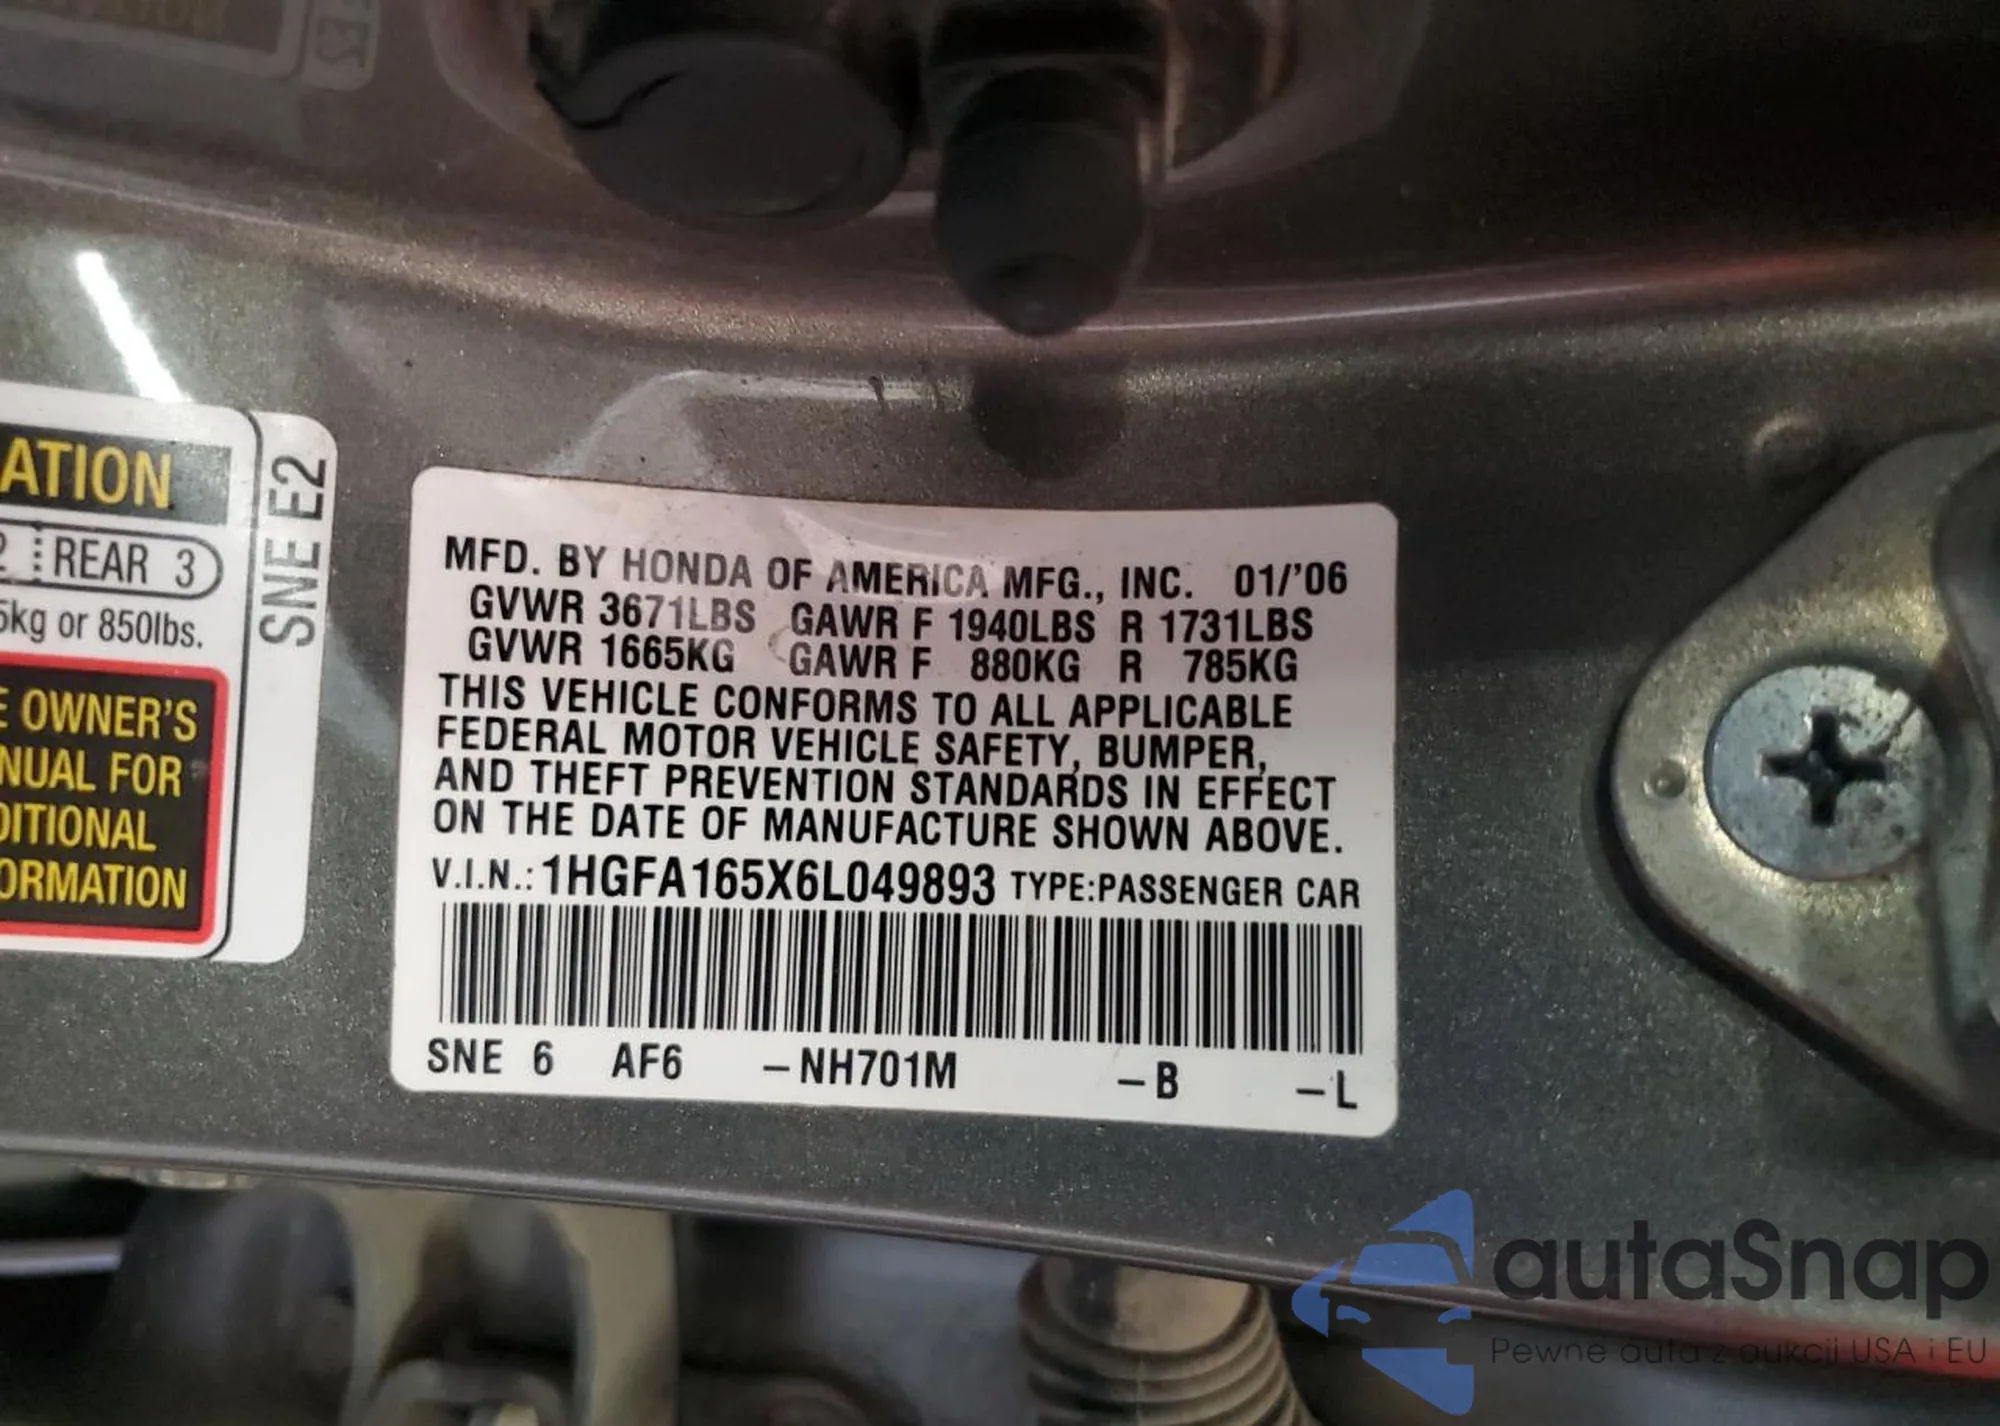 ATION
2 REAR 3
5kg or 850lbs.
E OWNER'S
NUAL FOR
DITIONAL
ORMATION
SNE E2
MFD. BY HONDA OF AMERICA MFG., INC. 01/'06
GVWR 3671LBS GAWR F 1940LBS R 1731LBS
GVWR 1665KG GAWR F 880KG R 785KG
THIS VEHICLE CONFORMS TO ALL APPLICABLE
FEDERAL MOTOR VEHICLE SAFETY, BUMPER,
AND THEFT PREVENTION STANDARDS IN EFFECT
ON THE DATE OF MANUFACTURE SHOWN ABOVE.
V.I.N.: 1HGFA165X6L049893 TYPE:PASSENGER CAR
SNE 6 AF6 –NH701M –B –L
autaSnap
Pewne auta z aukcji USA i EU